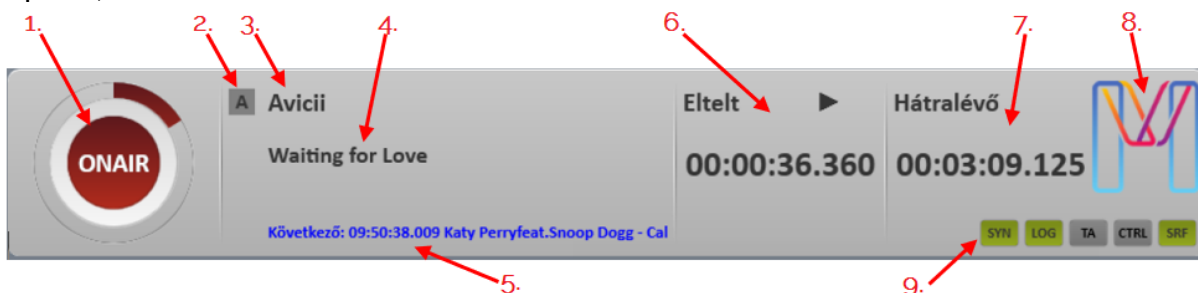 1.
2.
3.
4.
6.
7.
8.
ONAIR
A
Avicii
Eltelt
Hátralévő
Waiting for Love
00:00:36.360
00:03:09.125
Következő: 09:50:38.009 Katy Perryfeat.Snoop Dogg - Cal
SYN
LOG
TA
CTRL
SRF
5.
9.